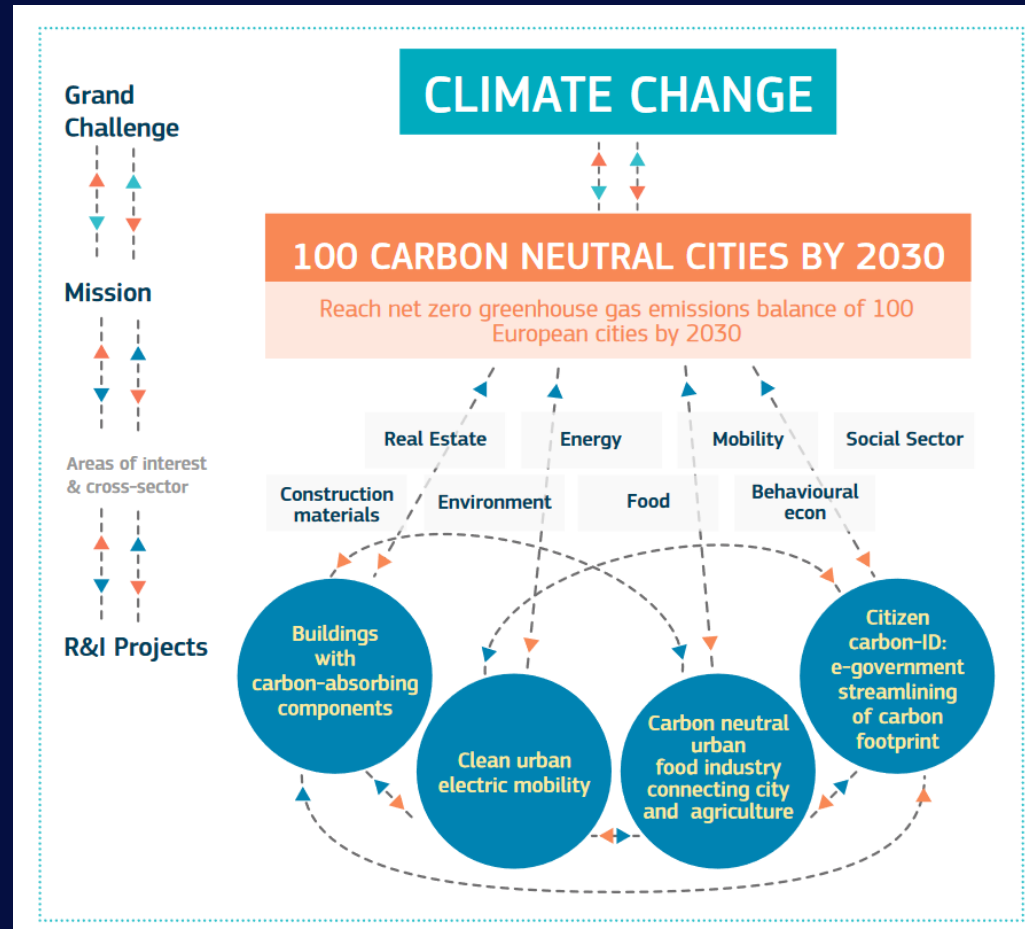 Grand
Challenge
CLIMATE CHANGE
Mission
100 CARBON NEUTRAL CITIES BY 2030
Reach net zero greenhouse gas emissions balance of 100
European cities by 2030
Areas of interest
& cross-sector
Real Estate
Energy
Mobility
Social Sector
Construction
materials
Environment
Food
Behavioural
econ
R&I Projects
Buildings
with
carbon-absorbing
components
Clean urban
electric mobility
Carbon neutral
urban
food industry
connecting city
and agriculture
Citizen
carbon-ID:
e-government
streamlining
of carbon
footprint